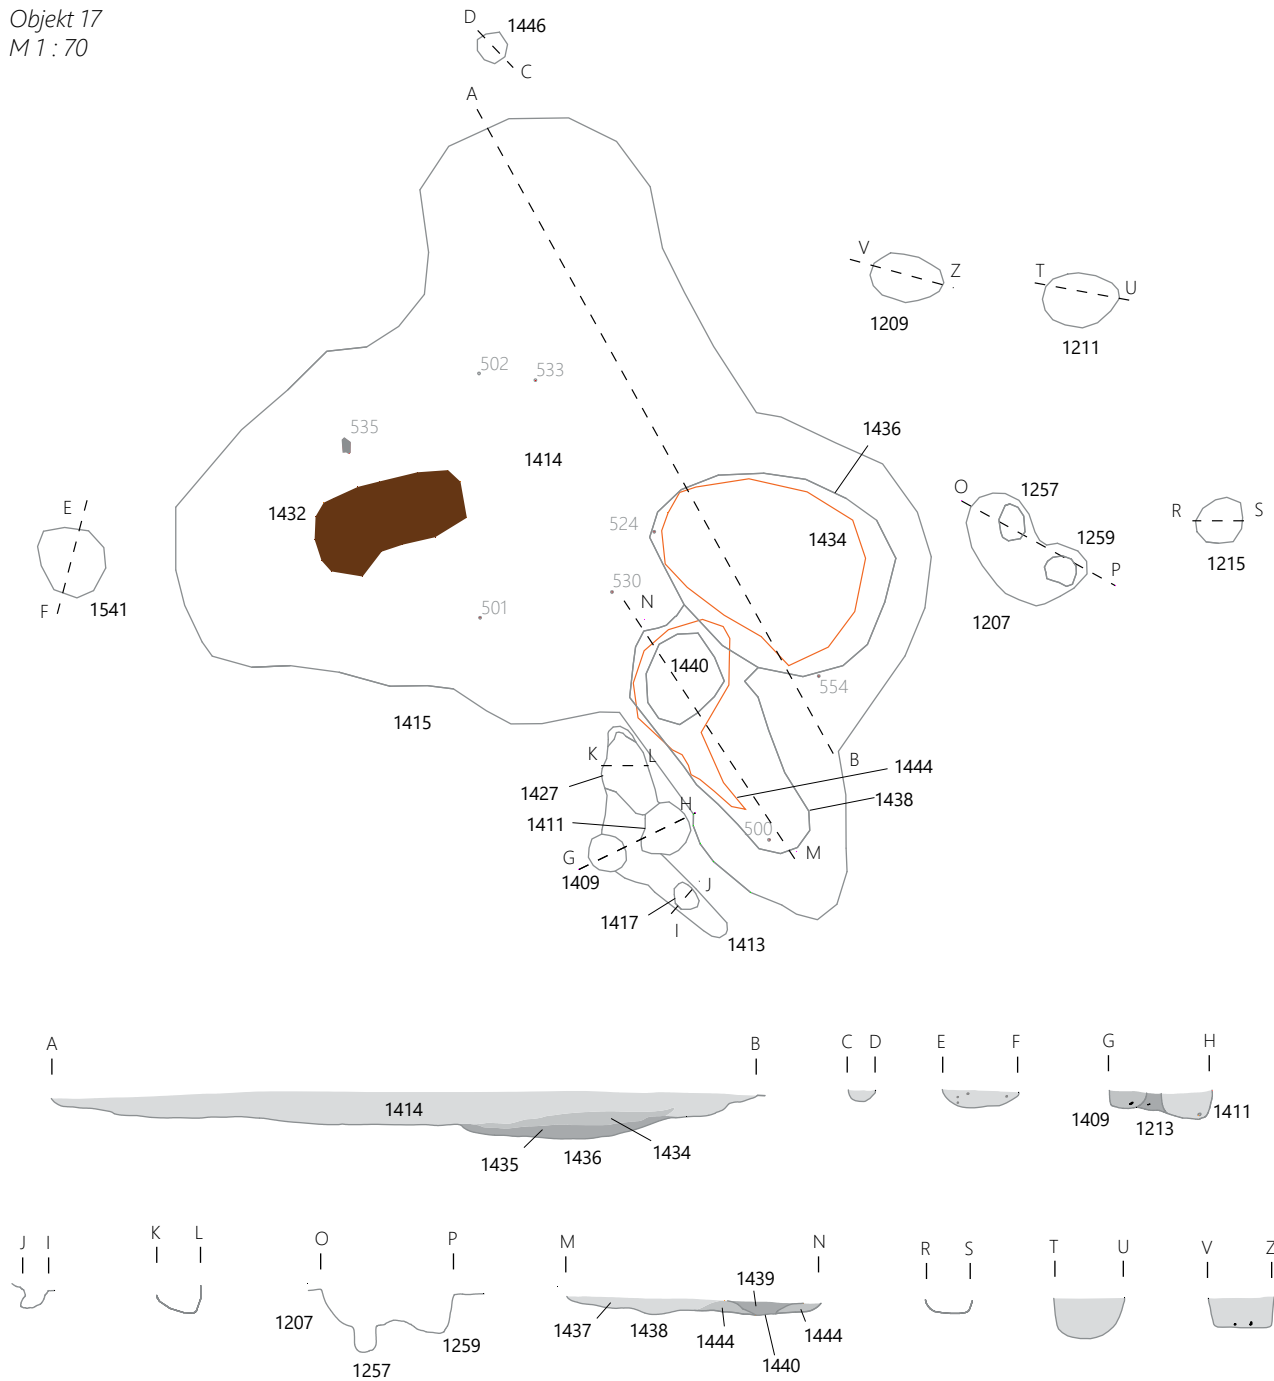 Objekt 17
M 1 : 70
D
1446
C
A
V
Z
1209
T
U
1211
502
533
535
1414
1436
1432
524
1434
O
1257
1259
P
1207
R
S
1215
E
F
1541
530
N
501
1440
554
1415
K
L
B
1444
1427
H
1438
1411
500
M
G
1409
J
1417
I
1413
A
B
C
D
E
F
G
H
1414
1409
1213
1411
1435
1436
1434
J
I
K
L
O
P
M
N
R
S
T
U
V
Z
1439
1207
1259
1257
1437
1438
1444
1444
1440